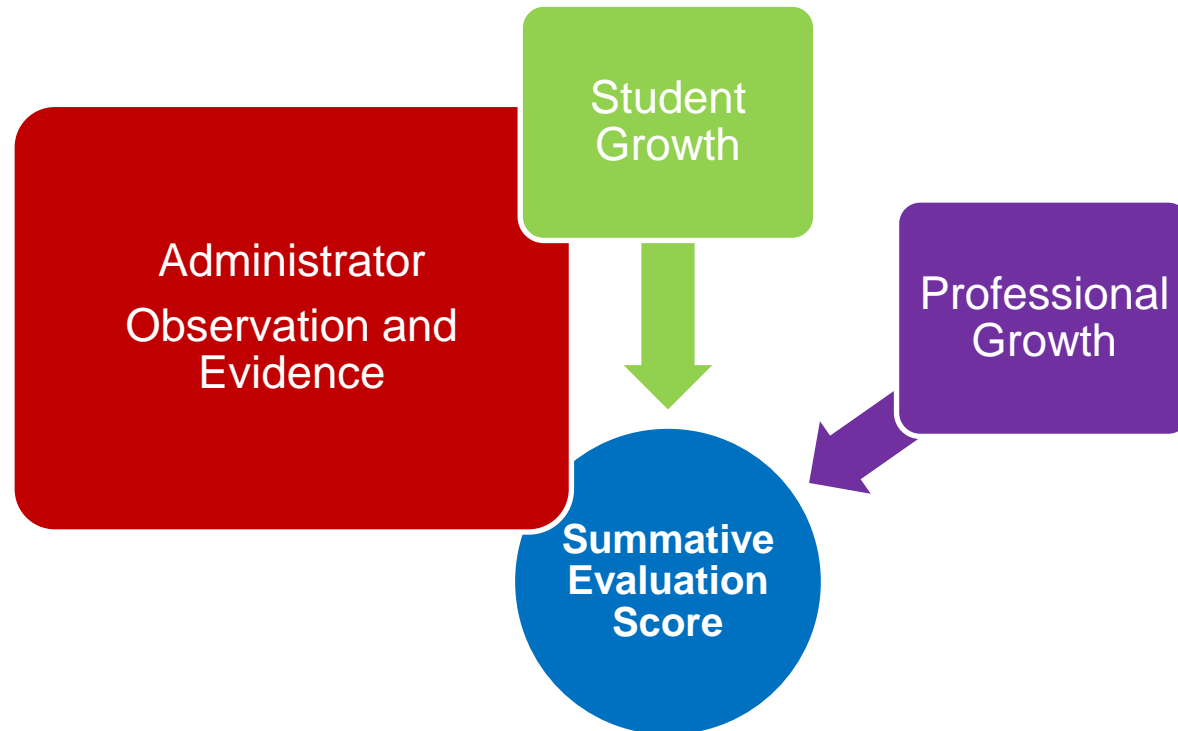 Student
Growth
Administrator
Observation and
Evidence
Professional
Growth
Summative
Evaluation
Score